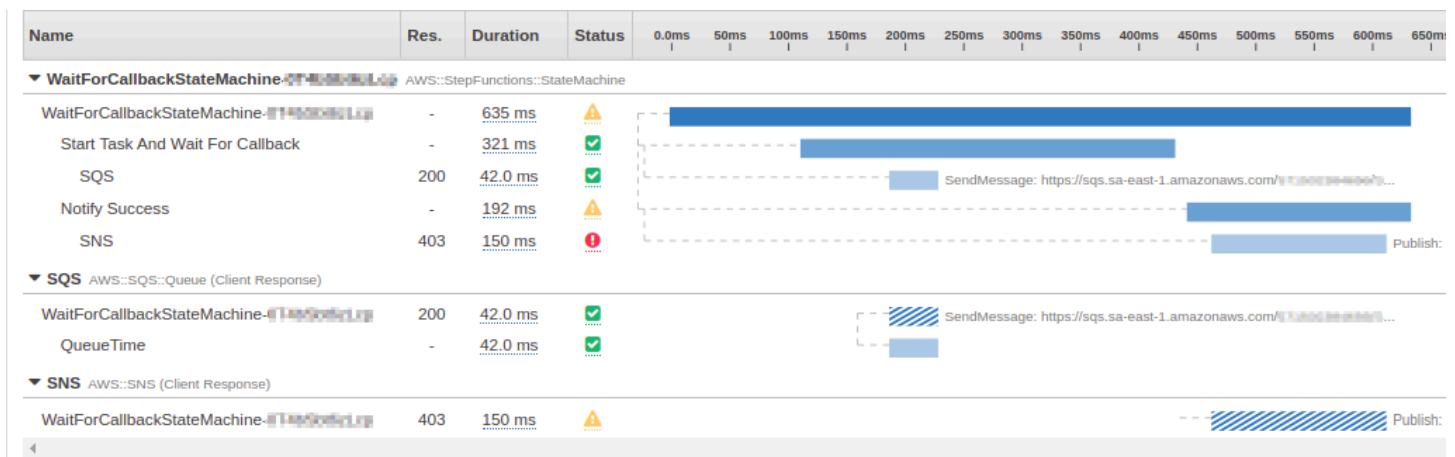 Name Res. Duration Status 0.0ms 50ms 100ms 150ms 200ms 250ms 300ms 350ms 400ms 450ms 500ms 550ms 600ms 650ms
WaitForCallbackStateMachine- AWS::StepFunctions::StateMachine
WaitForCallbackStateMachine- - 635 ms
Start Task And Wait For Callback - 321 ms
SQS 200 42.0 ms SendMessage: https://sqs.sa-east-1.amazonaws.com/ ...
Notify Success - 192 ms
SNS 403 150 ms Publish:
SQS AWS::SQS::Queue (Client Response)
WaitForCallbackStateMachine- 200 42.0 ms SendMessage: https://sqs.sa-east-1.amazonaws.com/ ...
QueueTime - 42.0 ms
SNS AWS::SNS (Client Response)
WaitForCallbackStateMachine- 403 150 ms Publish: